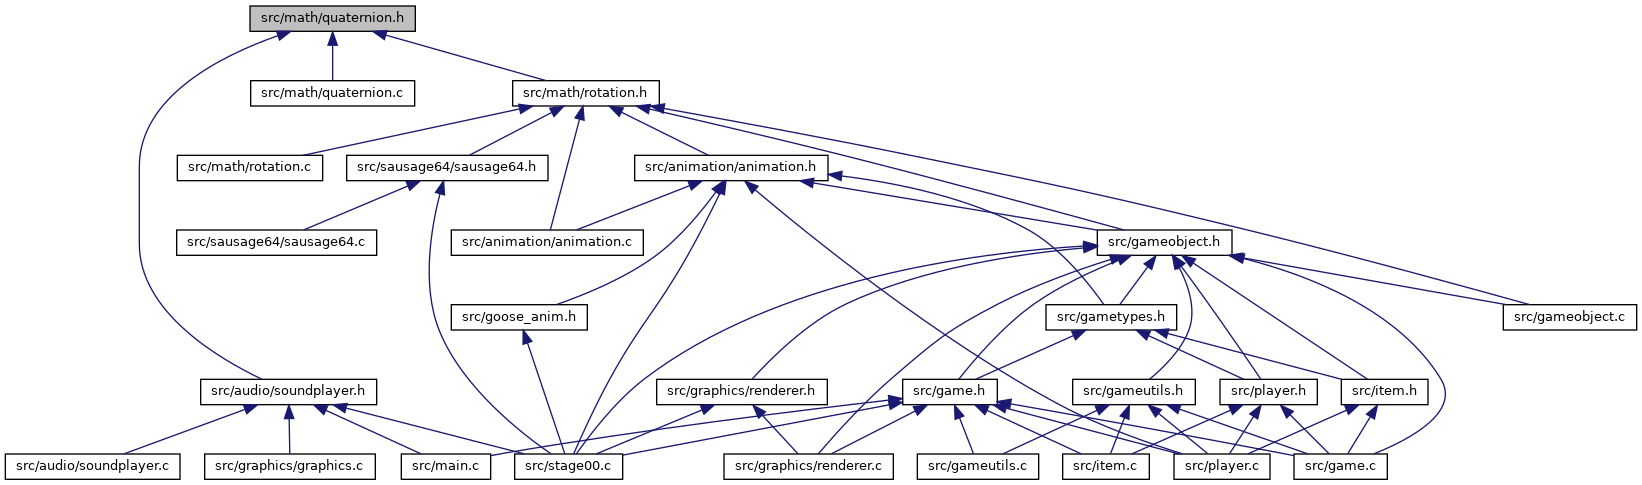 src/math/quaternion.h
src/math/quaternion.c
src/math/rotation.h
src/math/rotation.c
src/sausage64/sausage64.h
src/animation/animation.h
src/sausage64/sausage64.c
src/animation/animation.c
src/gameobject.h
src/goose_anim.h
src/gametypes.h
src/gameobject.c
src/audio/soundplayer.h
src/graphics/renderer.h
src/game.h
src/gameutils.h
src/player.h
src/item.h
src/audio/soundplayer.c
src/graphics/graphics.c
src/main.c
src/stage00.c
src/graphics/renderer.c
src/gameutils.c
src/item.c
src/player.c
src/game.c